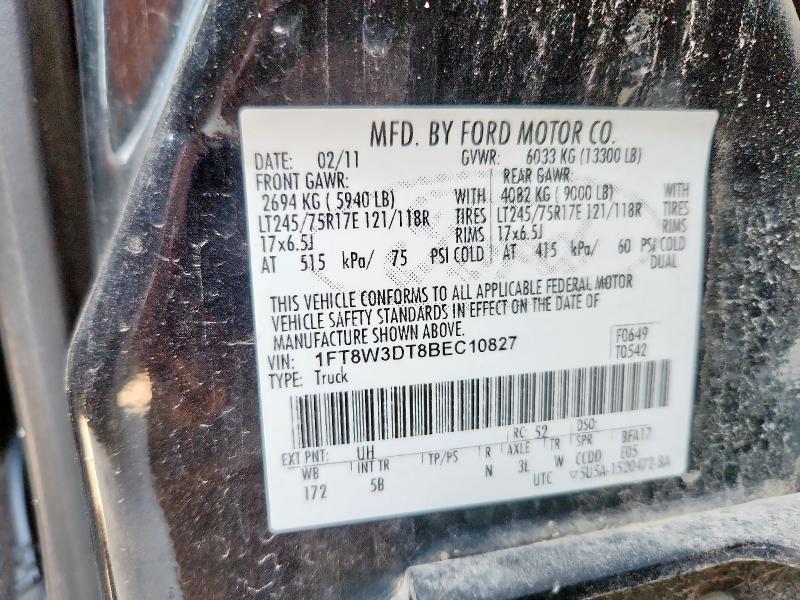 MFD. BY FORD MOTOR CO.
DATE: 02/11 GVWR: 6033 KG (13300 LB)
FRONT GAWR: REAR GAWR:
2694 KG ( 5940 LB) WITH 4082 KG ( 9000 LB) WITH
LT245/75R17E 121/118R TIRES LT245/75R17E 121/118R TIRES
17x6.5J RIMS 17x6.5J RIMS
AT 515 kPa/ 75 PSI COLD AT 415 kPa/ 60 PSI COLD
DUAL
THIS VEHICLE CONFORMS TO ALL APPLICABLE FEDERAL MOTOR
VEHICLE SAFETY STANDARDS IN EFFECT ON THE DATE OF
MANUFACTURE SHOWN ABOVE.
VIN: 1FT8W3DT8BEC10827 F0649
TYPE: Truck T0542
EXT PNT: UH RC: 52 DSO:
WB INT TR TP/PS R AXLE TR SPR BFA17
172 5B N 3L W CCDD E05
UTC ▽5U5A-1520472-BA